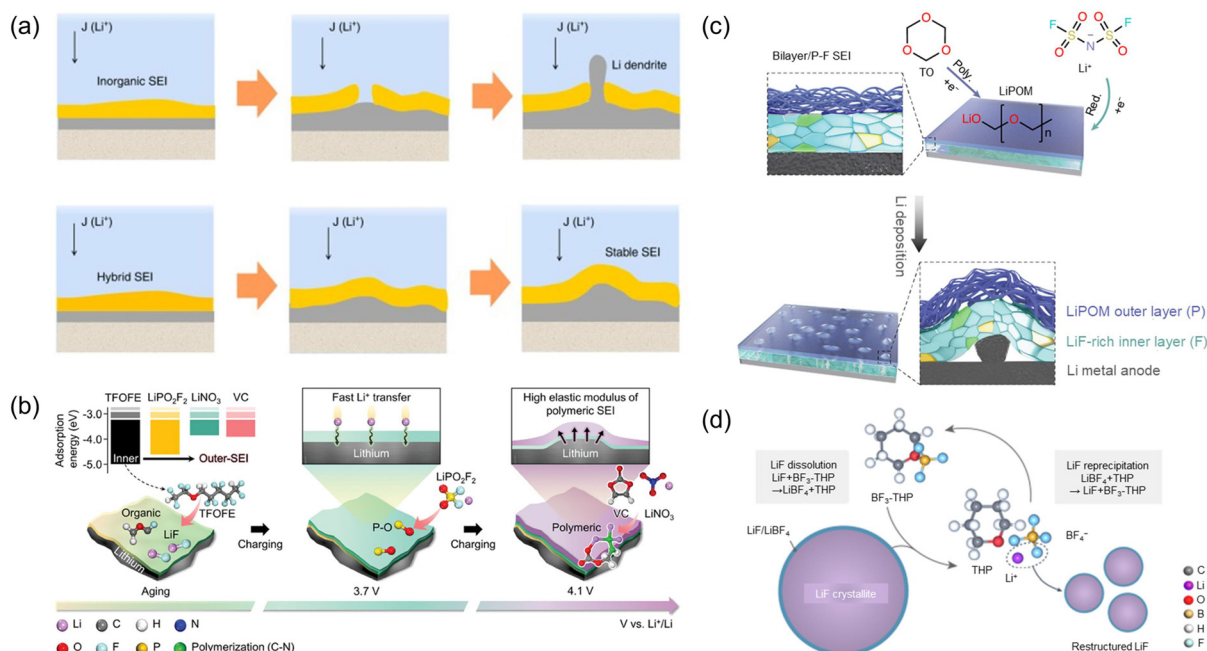 (a)
J (Li⁺)
Inorganic SEI
J (Li⁺)
J (Li⁺)
Li dendrite
J (Li⁺)
Hybrid SEI
J (Li⁺)
J (Li⁺)
Stable SEI
(b)
TFOFE LiPO₂F₂ LiNO₃ VC
Adsorption
energy (eV)
-3.0
-4.0
-5.0
Inner
Outer-SEI
TFOFE
Organic
LiF
Lithium
Aging
Charging
Fast Li⁺ transfer
Lithium
LiPO₂F₂
P-O
3.7 V
Charging
High elastic modulus of
polymeric SEI
Lithium
VC
LiNO₃
Polymeric
4.1 V
V vs. Li⁺/Li
Li C H N
O F P Polymerization (C-N)
(c)
Bilayer/P-F SEI
O
O
O
TO
Poly.
+e⁻
F
O
O
S
N
−
S
O
O
F
Li⁺
Red.
+e⁻
LiPOM
LiO
O
n
Li deposition
LiPOM outer layer (P)
LiF-rich inner layer (F)
Li metal anode
(d)
LiF dissolution
LiF+BF₃-THP
→LiBF₄+THP
BF₃-THP
LiF reprecipitation
LiBF₄+THP
→ LiF+BF₃-THP
LiF/LiBF₄
LiF crystallite
THP
Li⁺
BF₄⁻
Restructured LiF
C
Li
O
B
H
F